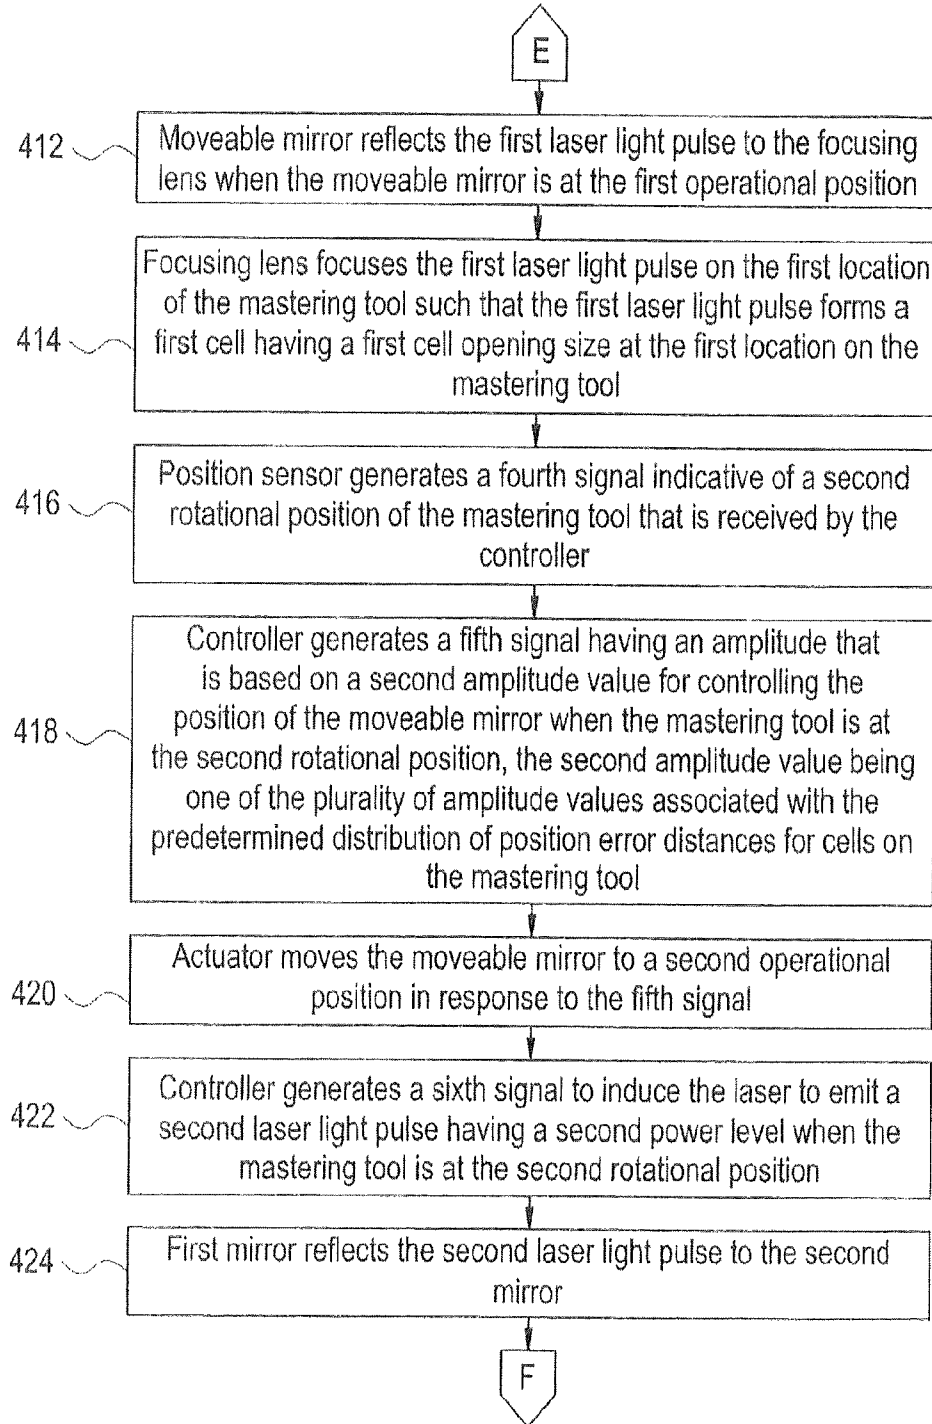 E
412
Moveable mirror reflects the first laser light pulse to the focusing
lens when the moveable mirror is at the first operational position
414
Focusing lens focuses the first laser light pulse on the first location
of the mastering tool such that the first laser light pulse forms a
first cell having a first cell opening size at the first location on the
mastering tool
416
Position sensor generates a fourth signal indicative of a second
rotational position of the mastering tool that is received by the
controller
418
Controller generates a fifth signal having an amplitude that
is based on a second amplitude value for controlling the
position of the moveable mirror when the mastering tool is at
the second rotational position, the second amplitude value being
one of the plurality of amplitude values associated with the
predetermined distribution of position error distances for cells on
the mastering tool
420
Actuator moves the moveable mirror to a second operational
position in response to the fifth signal
422
Controller generates a sixth signal to induce the laser to emit a
second laser light pulse having a second power level when the
mastering tool is at the second rotational position
424
First mirror reflects the second laser light pulse to the second
mirror
F